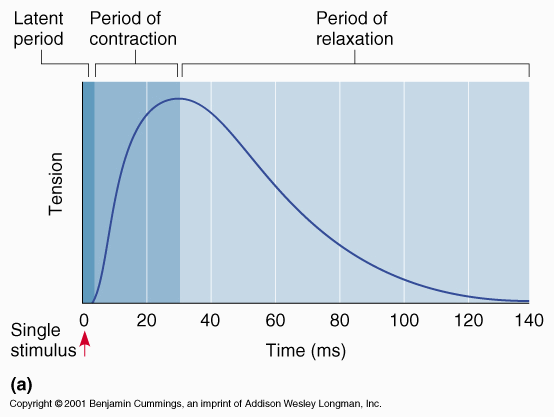 Latent
period
Period of
contraction
Period of
relaxation
Tension
0 20 40 60 80 100 120 140
Single
stimulus
Time (ms)
(a)
Copyright © 2001 Benjamin Cummings, an imprint of Addison Wesley Longman, Inc.